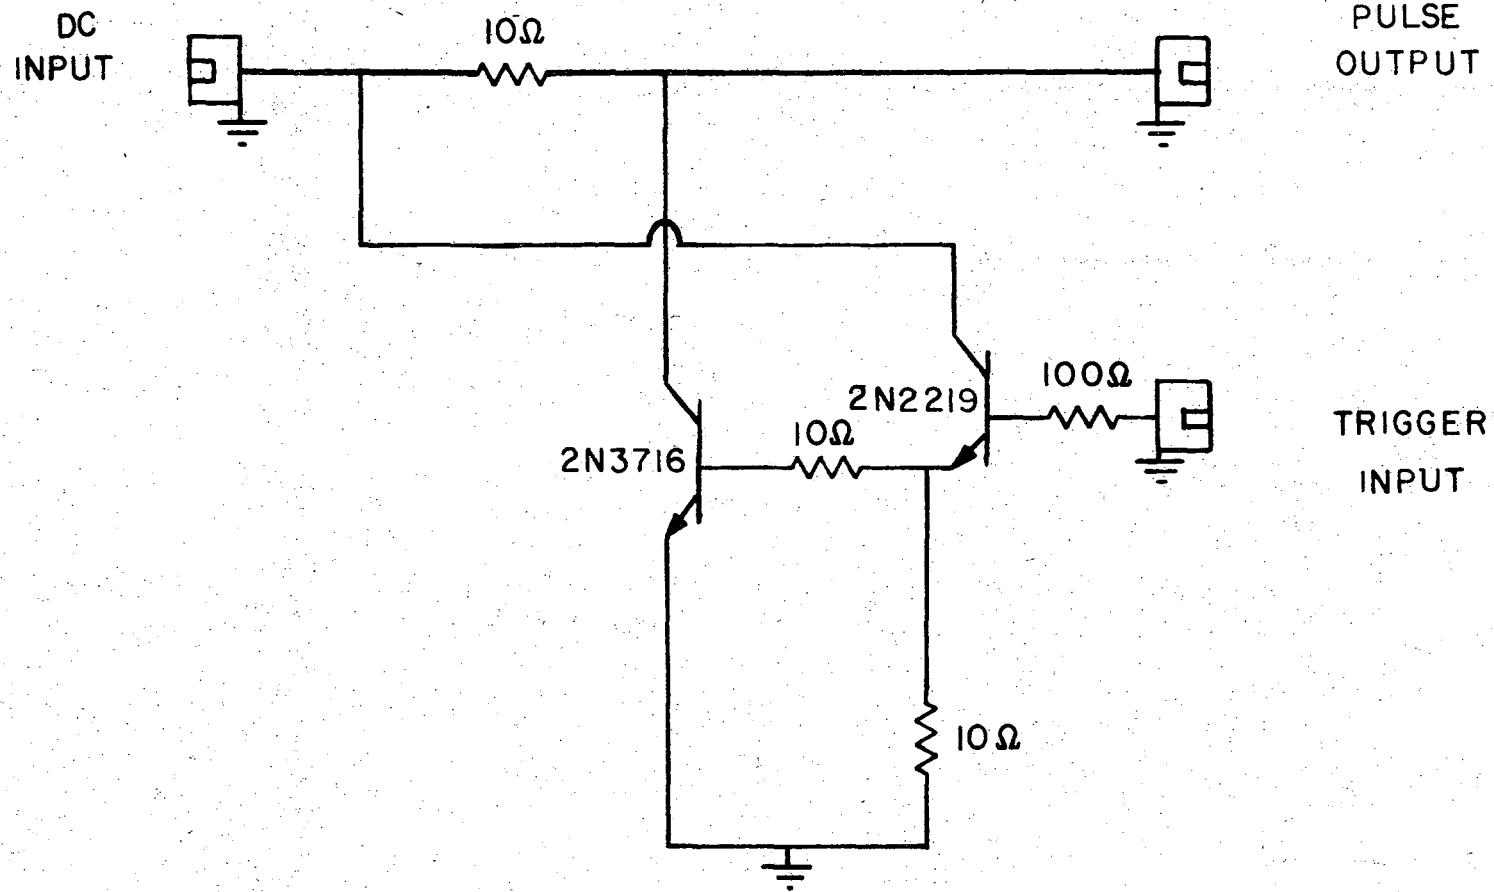 DC
INPUT
10Ω
PULSE
OUTPUT
2N2219
100Ω
10Ω
2N3716
TRIGGER
INPUT
10Ω